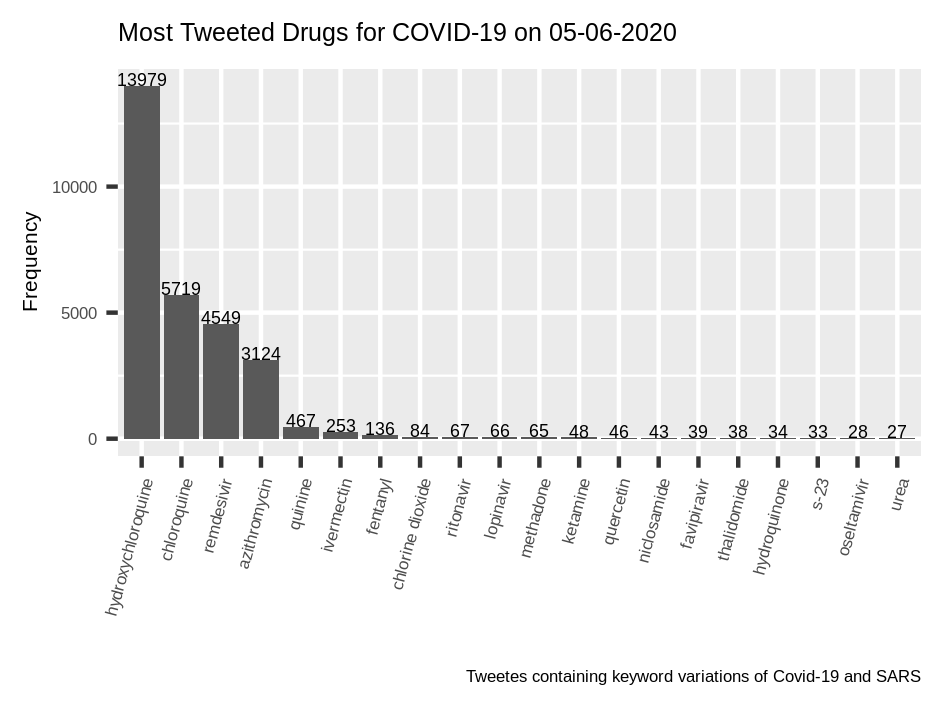 Most Tweeted Drugs for COVID-19 on 05-06-2020
Frequency
10000
5000
0
13979
5719
4549
3124
467
253
136
84
67
66
65
48
46
43
39
38
34
33
28
27
hydroxychloroquine
chloroquine
remdesivir
azithromycin
quinine
ivermectin
fentanyl
chlorine dioxide
ritonavir
lopinavir
methadone
ketamine
quercetin
niclosamide
favipiravir
thalidomide
hydroquinone
s-23
oseltamivir
urea
Tweetes containing keyword variations of Covid-19 and SARS